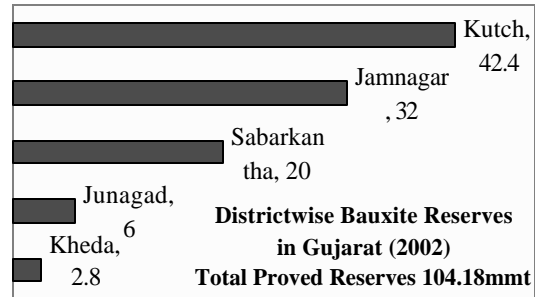 Kutch,
42.4
Jamnagar
, 32
Sabarkan
tha, 20
Junagad,
6
Kheda,
2.8
Districtwise Bauxite Reserves
in Gujarat (2002)
Total Proved Reserves 104.18mmt